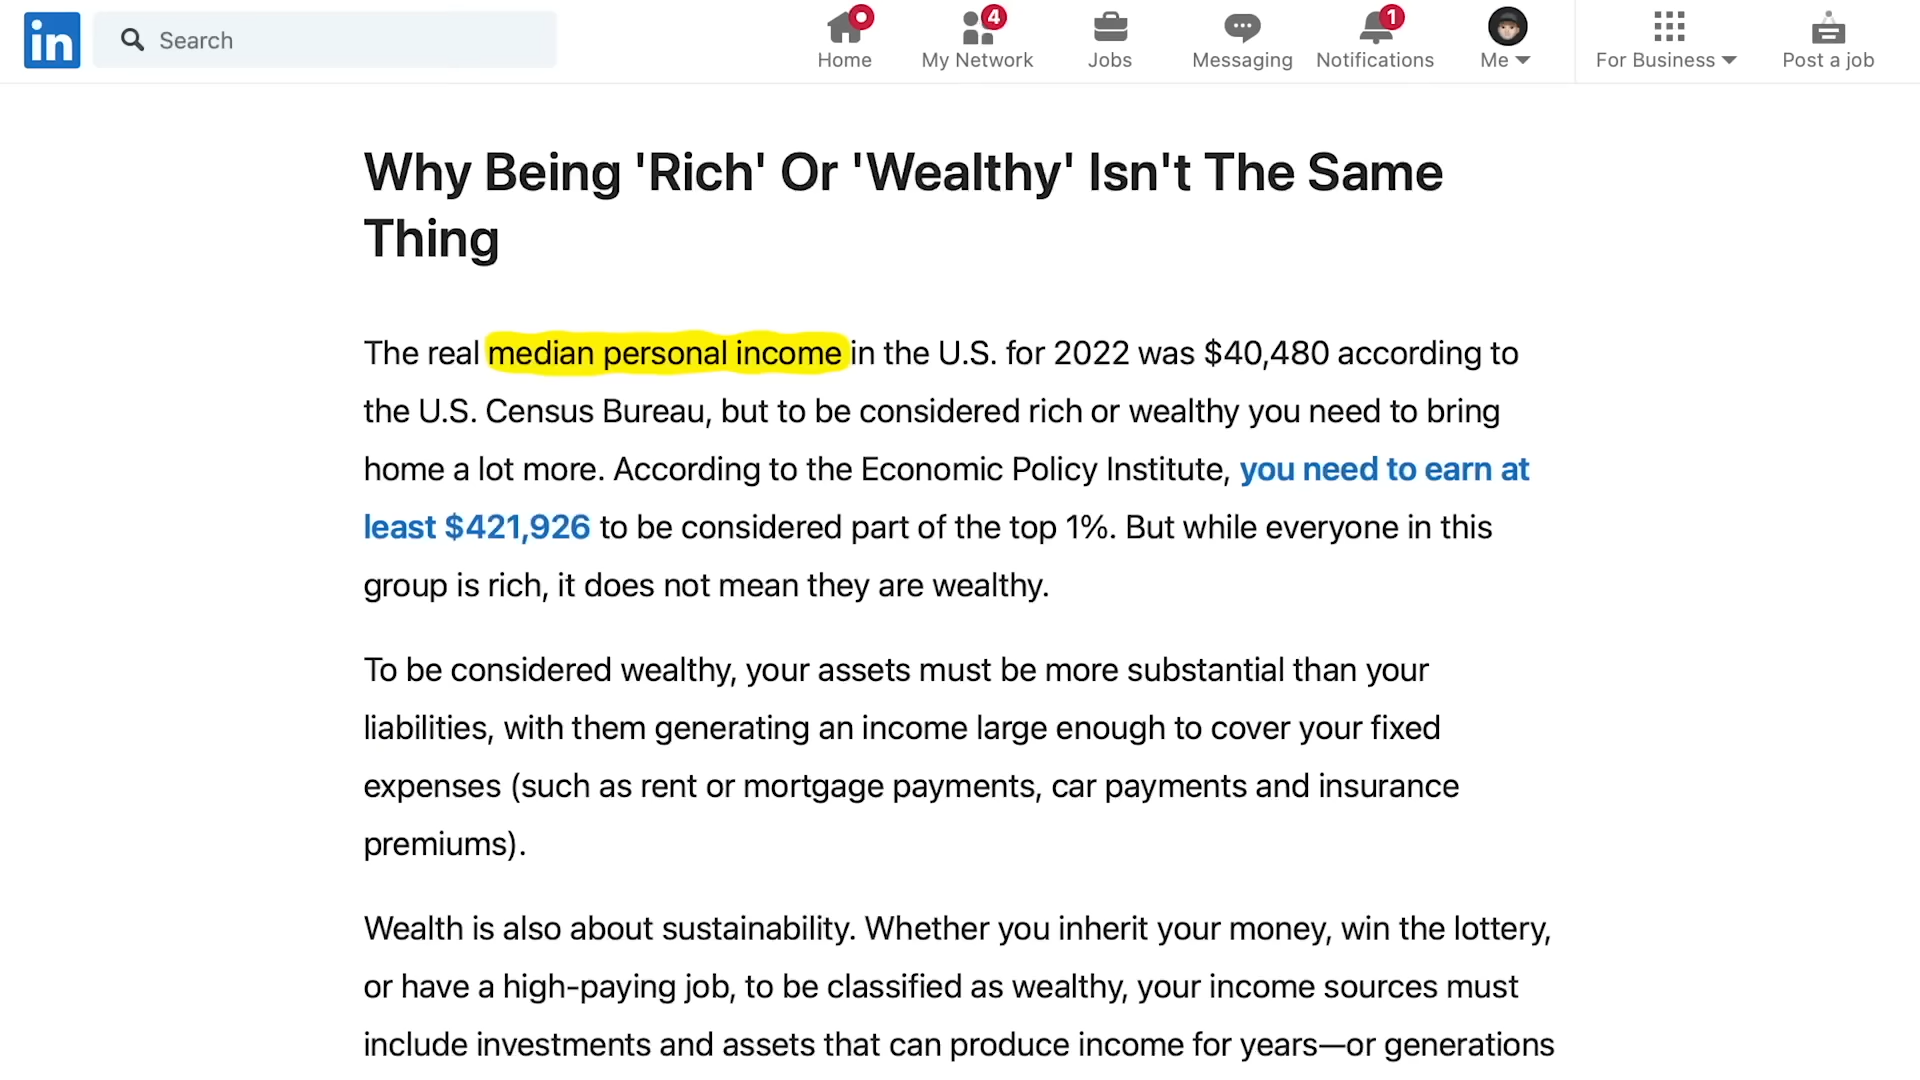 in
Search
Home
4
My Network
Jobs
Messaging
1
Notifications
Me
For Business
Post a job
Why Being 'Rich' Or 'Wealthy' Isn't The Same
Thing
The real median personal income in the U.S. for 2022 was $40,480 according to
the U.S. Census Bureau, but to be considered rich or wealthy you need to bring
home a lot more. According to the Economic Policy Institute, you need to earn at
least $421,926 to be considered part of the top 1%. But while everyone in this
group is rich, it does not mean they are wealthy.
To be considered wealthy, your assets must be more substantial than your
liabilities, with them generating an income large enough to cover your fixed
expenses (such as rent or mortgage payments, car payments and insurance
premiums).
Wealth is also about sustainability. Whether you inherit your money, win the lottery,
or have a high-paying job, to be classified as wealthy, your income sources must
include investments and assets that can produce income for years—or generations